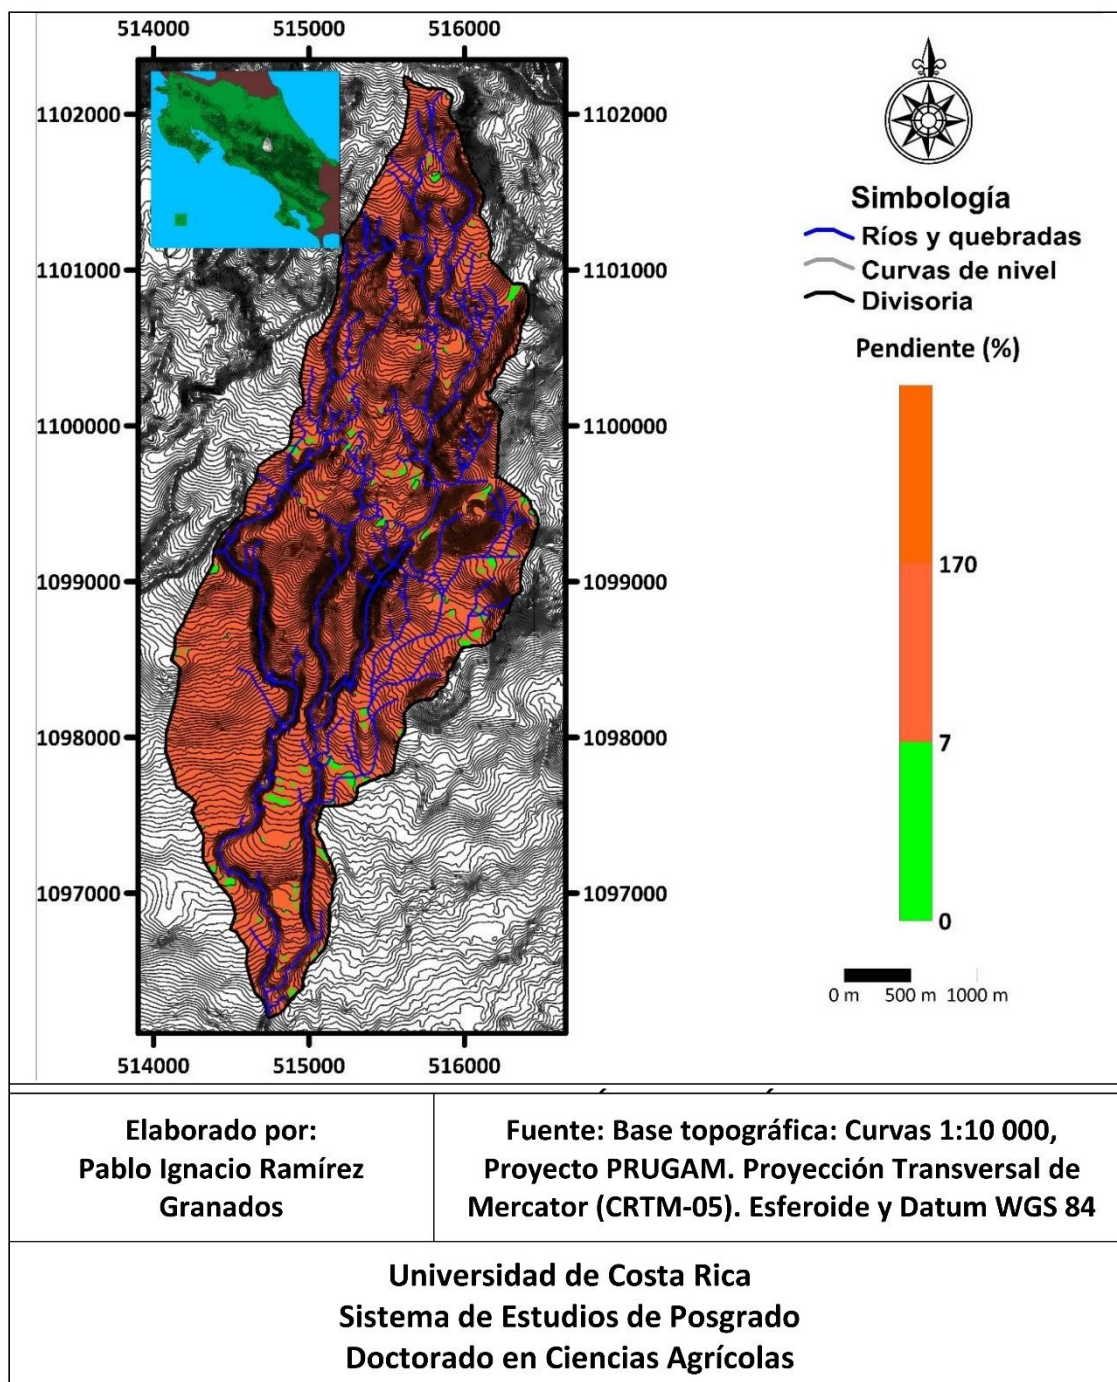 514000 515000 516000
1102000 1102000
1101000 1101000
1100000 1100000
1099000 1099000
1098000 1098000
1097000 1097000
514000 515000 516000
Simbología
Ríos y quebradas
Curvas de nivel
Divisoria
Pendiente (%)
170
7
0
0 m 500 m 1000 m
Elaborado por:
Pablo Ignacio Ramírez
Granados
Fuente: Base topográfica: Curvas 1:10 000,
Proyecto PRUGAM. Proyección Transversal de
Mercator (CRTM-05). Esferoide y Datum WGS 84
Universidad de Costa Rica
Sistema de Estudios de Posgrado
Doctorado en Ciencias Agrícolas